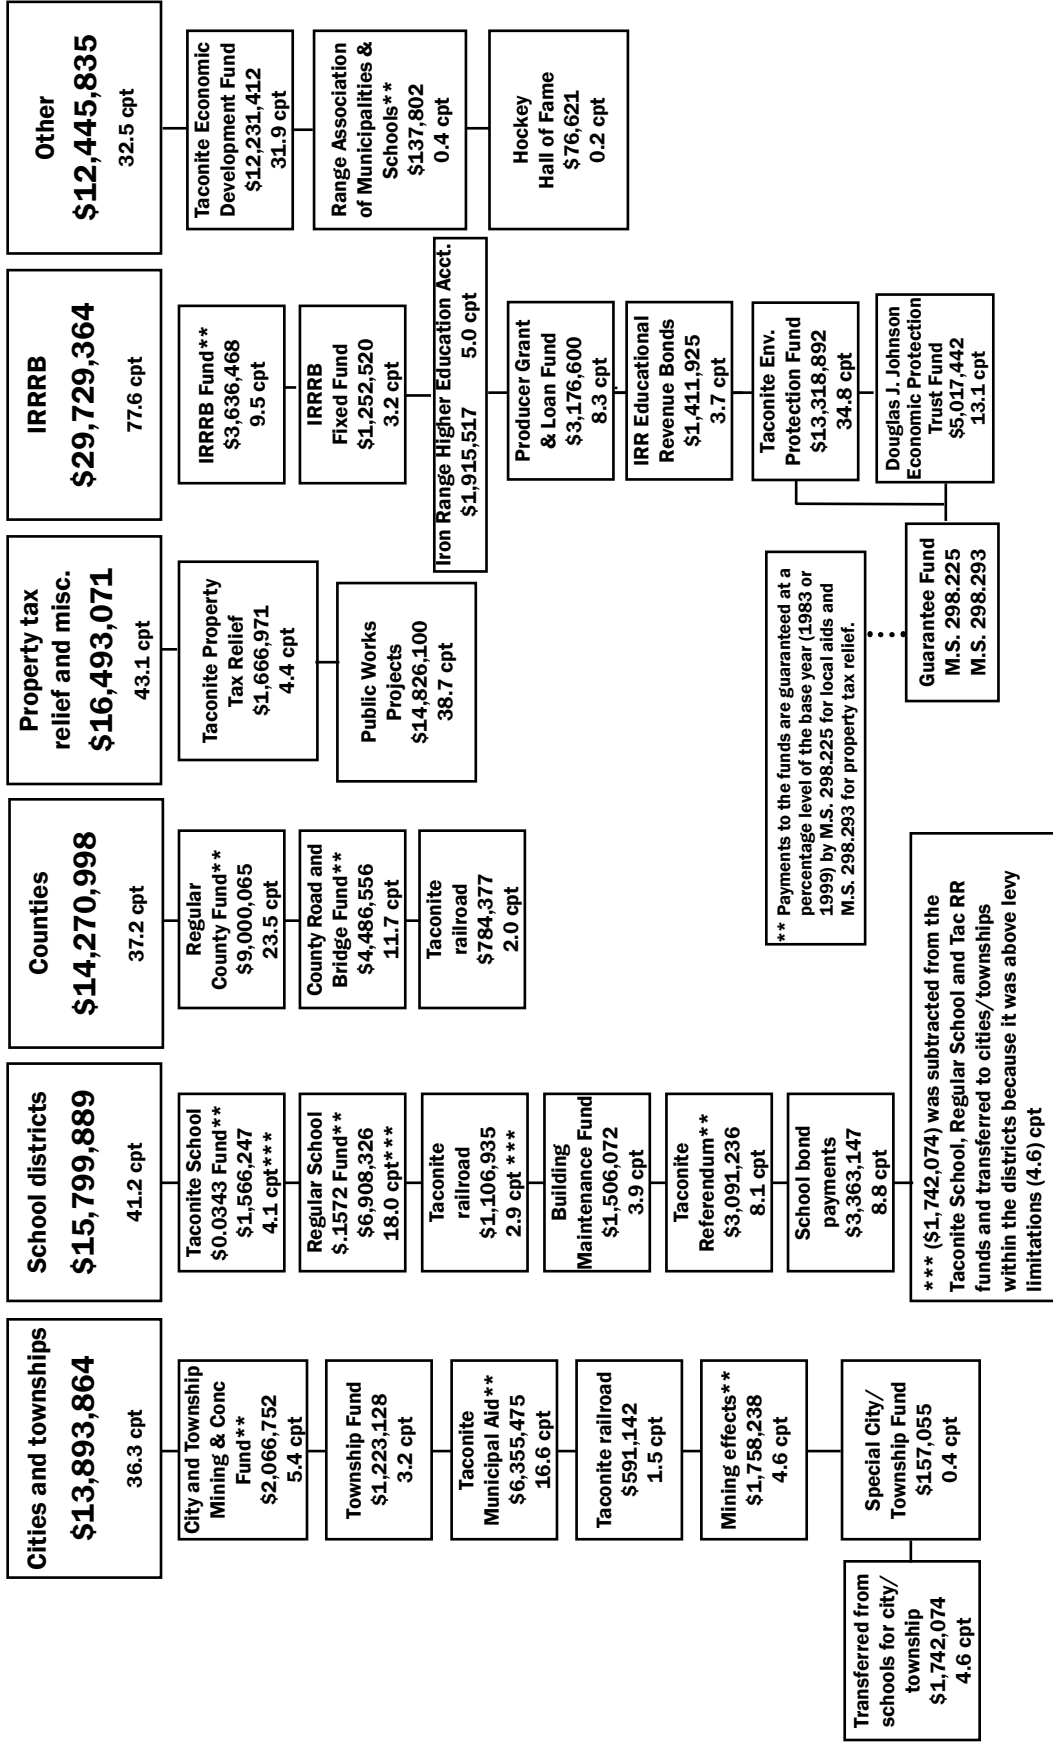 Cities and townships
$13,893,864
36.3 cpt
City and Township
Mining & Conc
Fund**
$2,066,752
5.4 cpt
Township Fund
$1,223,128
3.2 cpt
Taconite
Municipal Aid**
$6,355,475
16.6 cpt
Taconite railroad
$591,142
1.5 cpt
Mining effects**
$1,758,238
4.6 cpt
Special City/
Township Fund
$157,055
0.4 cpt
Transferred from
schools for city/
township
$1,742,074
4.6 cpt
School districts
$15,799,889
41.2 cpt
Taconite School
$0.0343 Fund**
$1,566,247
4.1 cpt***
Regular School
$.1572 Fund**
$6,908,326
18.0 cpt***
Taconite
railroad
$1,106,935
2.9 cpt ***
Building
Maintenance Fund
$1,506,072
3.9 cpt
Taconite
Referendum**
$3,091,236
8.1 cpt
School bond
payments
$3,363,147
8.8 cpt
*** ($1,742,074) was subtracted from the
Taconite School, Regular School and Tac RR
funds and transferred to cities/townships
within the districts because it was above levy
limitations (4.6) cpt
Counties
$14,270,998
37.2 cpt
Regular
County Fund**
$9,000,065
23.5 cpt
County Road and
Bridge Fund**
$4,486,556
11.7 cpt
Taconite
railroad
$784,377
2.0 cpt
Property tax
relief and misc.
$16,493,071
43.1 cpt
Taconite Property
Tax Relief
$1,666,971
4.4 cpt
Public Works
Projects
$14,826,100
38.7 cpt
** Payments to the funds are guaranteed at a
percentage level of the base year (1983 or
1999) by M.S. 298.225 for local aids and
M.S. 298.293 for property tax relief.
Guarantee Fund
M.S. 298.225
M.S. 298.293
IRRRB
$29,729,364
77.6 cpt
IRRRB Fund**
$3,636,468
9.5 cpt
IRRRB
Fixed Fund
$1,252,520
3.2 cpt
Iron Range Higher Education Acct.
$1,915,517 5.0 cpt
Producer Grant
& Loan Fund
$3,176,600
8.3 cpt
IRR Educational
Revenue Bonds
$1,411,925
3.7 cpt
Taconite Env.
Protection Fund
$13,318,892
34.8 cpt
Douglas J. Johnson
Economic Protection
Trust Fund
$5,017,442
13.1 cpt
Other
$12,445,835
32.5 cpt
Taconite Economic
Development Fund
$12,231,412
31.9 cpt
Range Association
of Municipalities &
Schools**
$137,802
0.4 cpt
Hockey
Hall of Fame
$76,621
0.2 cpt